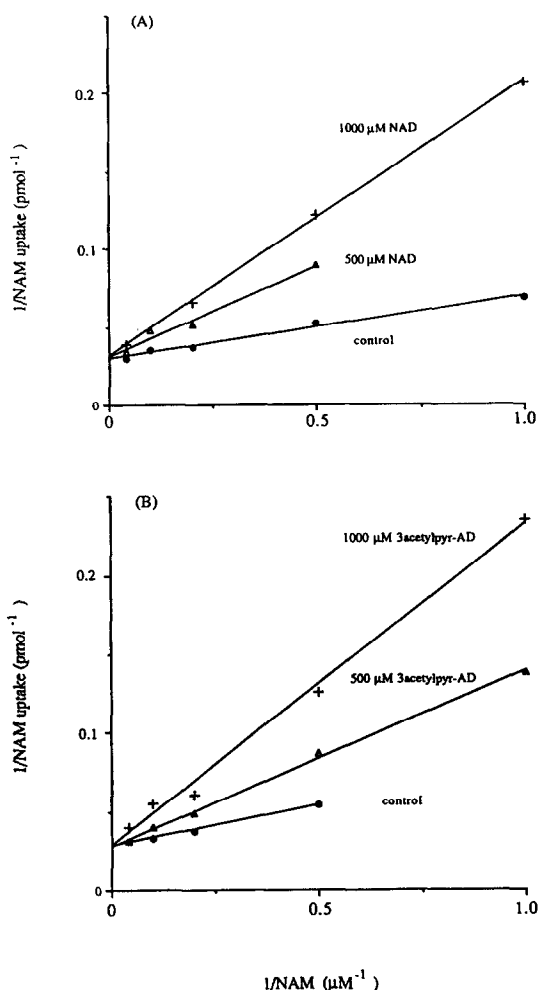 (A)
0.2
1000 μM NAD
1/NAM uptake (pmol⁻¹)
0.1
500 μM NAD
control
0
0
0.5
1.0
(B)
1000 μM 3acetylpyr-AD
0.2
500 μM 3acetylpyr-AD
1/NAM uptake (pmol⁻¹ )
0.1
control
0
0
0.5
1.0
1/NAM (μM⁻¹ )